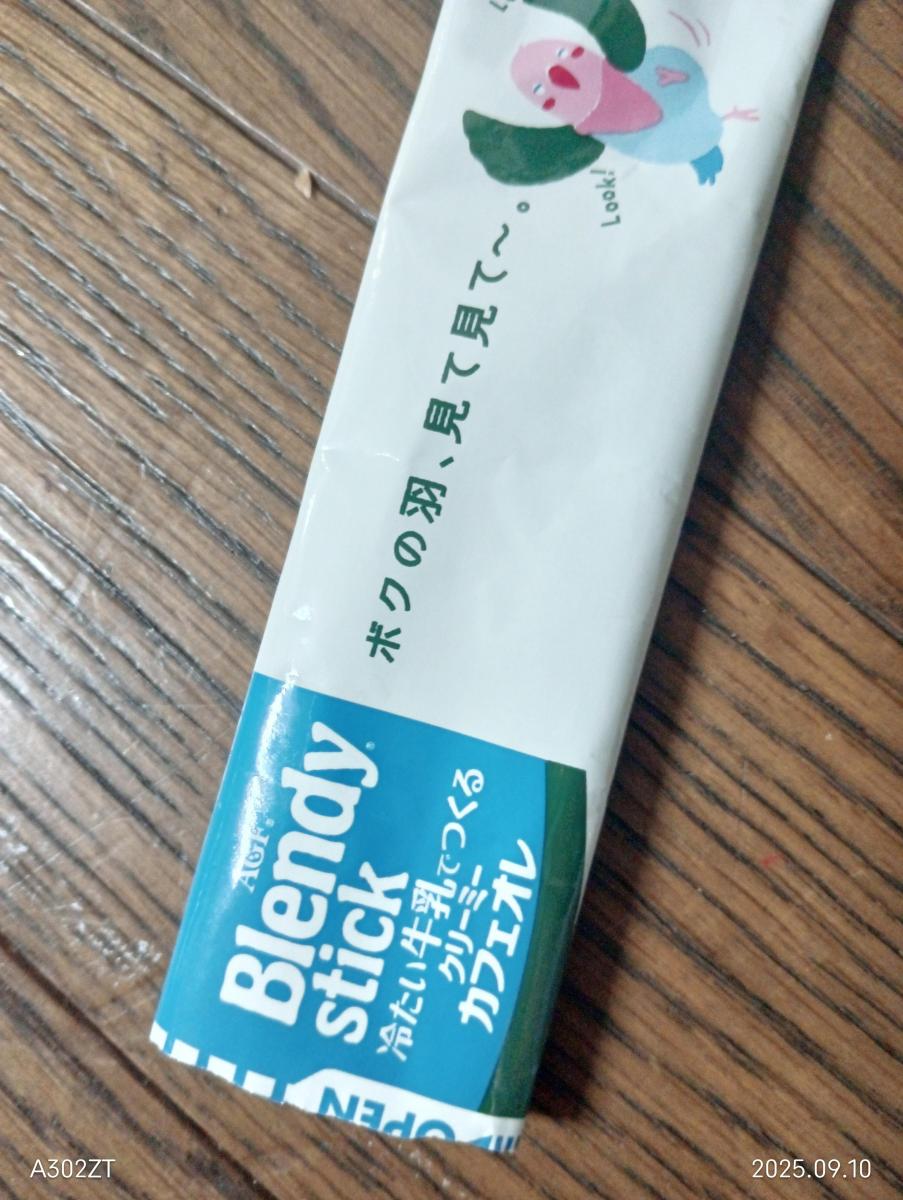 Look!
ボクの羽、見て見て〜。
AGF®
Blendy®
stick
冷たい牛乳でつくる
クリーミー
カフェオレ
OPEN
A302ZT
2025.09.10